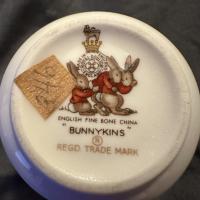 ENGLISH FINE BONE CHINA
"BUNNYKINS"
®
REGD. TRADE MARK